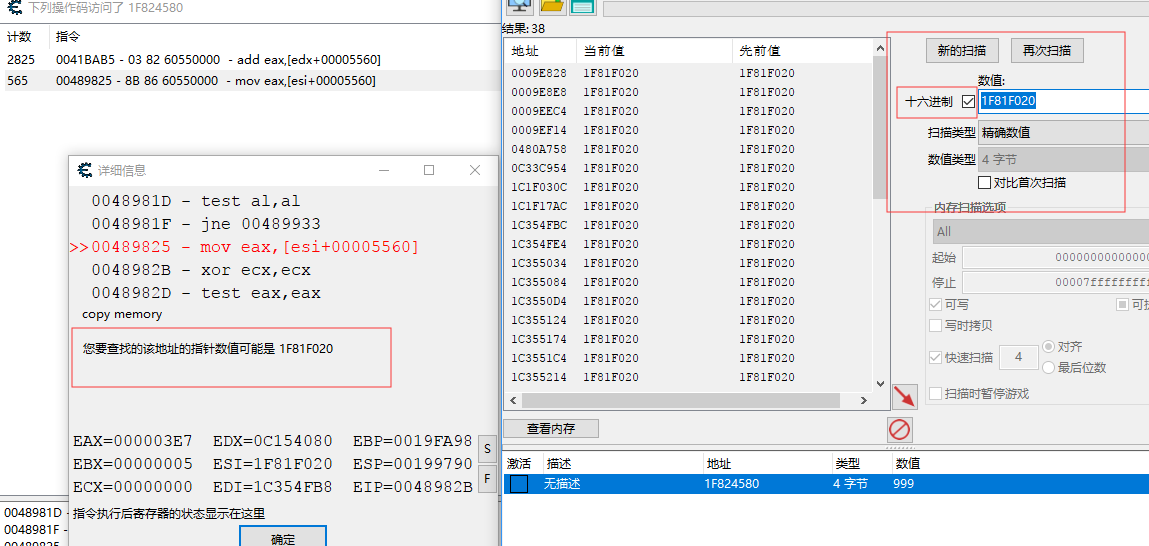 下列操作码访问了 1F824580
计数 指令
2825 0041BAB5 - 03 82 60550000 - add eax,[edx+00005560]
565 00489825 - 8B 86 60550000 - mov eax,[esi+00005560]
详细信息
0048981D - test al,al
0048981F - jne 00489933
>>00489825 - mov eax,[esi+00005560]
0048982B - xor ecx,ecx
0048982D - test eax,eax
copy memory
您要查找的该地址的指针数值可能是 1F81F020
EAX=000003E7 EDX=0C154080 EBP=0019FA98
EBX=00000005 ESI=1F81F020 ESP=00199790
ECX=00000000 EDI=1C354FB8 EIP=0048982B
S
F
指令执行后寄存器的状态显示在这里
确定
0048981D -
0048981F -
结果: 38
地址 当前值 先前值
0009E828 1F81F020 1F81F020
0009E8E8 1F81F020 1F81F020
0009EEC4 1F81F020 1F81F020
0009EF14 1F81F020 1F81F020
0480A758 1F81F020 1F81F020
0C33C954 1F81F020 1F81F020
1C1F030C 1F81F020 1F81F020
1C1F17AC 1F81F020 1F81F020
1C354FBC 1F81F020 1F81F020
1C354FE4 1F81F020 1F81F020
1C355034 1F81F020 1F81F020
1C355084 1F81F020 1F81F020
1C3550D4 1F81F020 1F81F020
1C355124 1F81F020 1F81F020
1C355174 1F81F020 1F81F020
1C3551C4 1F81F020 1F81F020
1C355214 1F81F020 1F81F020
查看内存
新的扫描 再次扫描
数值:
十六进制 1F81F020
扫描类型 精确数值
数值类型 4 字节
对比首次扫描
内存扫描选项
All
起始 0000000000000
停止 00007fffffffff
可写
写时拷贝
快速扫描 4 对齐
最后位数
扫描时暂停游戏
激活 描述 地址 类型 数值
无描述 1F824580 4 字节 999